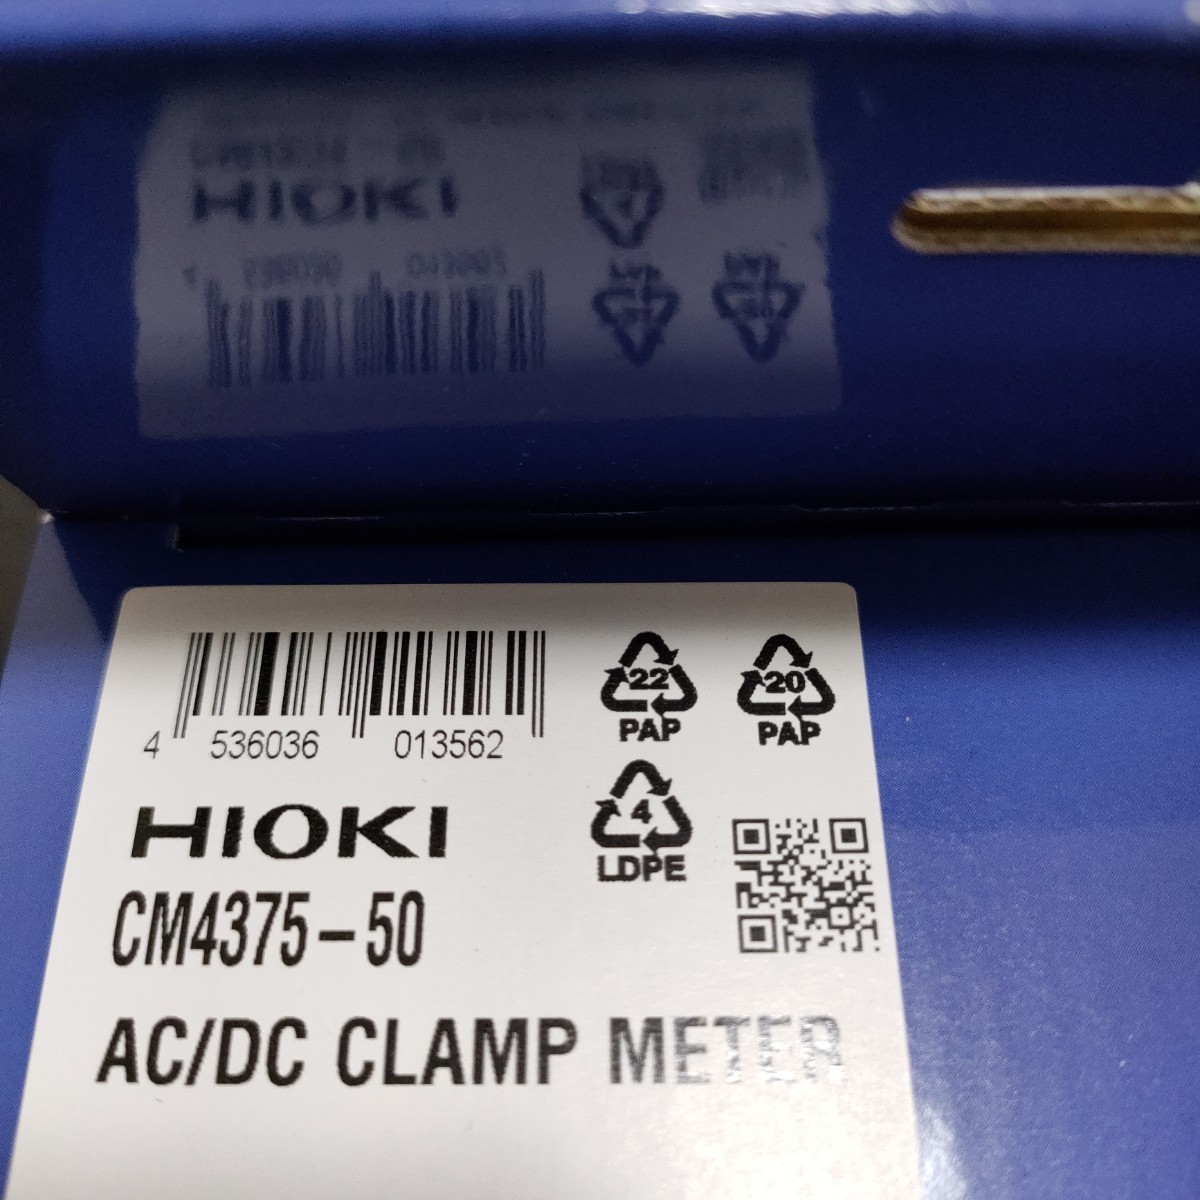 HIOKI
22
PAP
20
PAP
4 536036 013562
4
LDPE
HIOKI
CM4375-50
AC/DC CLAMP METER